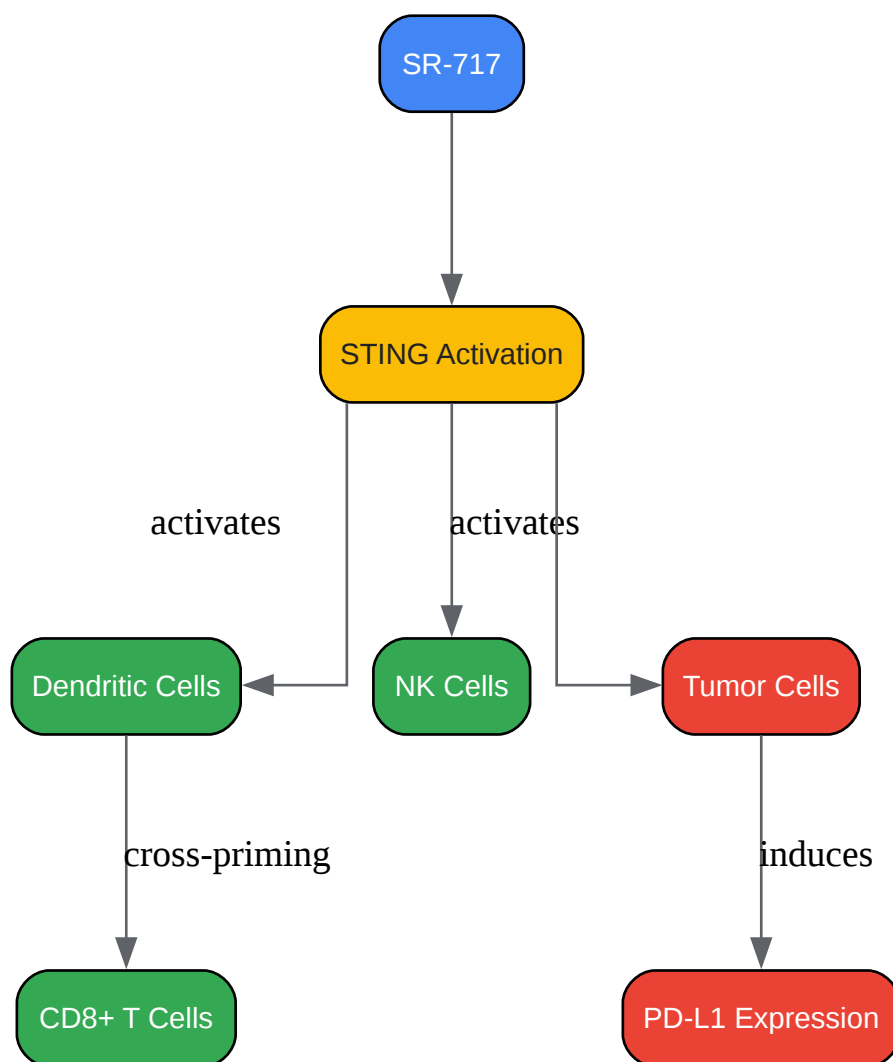 SR-717
STING Activation
activates
activates
Dendritic Cells
NK Cells
Tumor Cells
cross-priming
induces
CD8+ T Cells
PD-L1 Expression